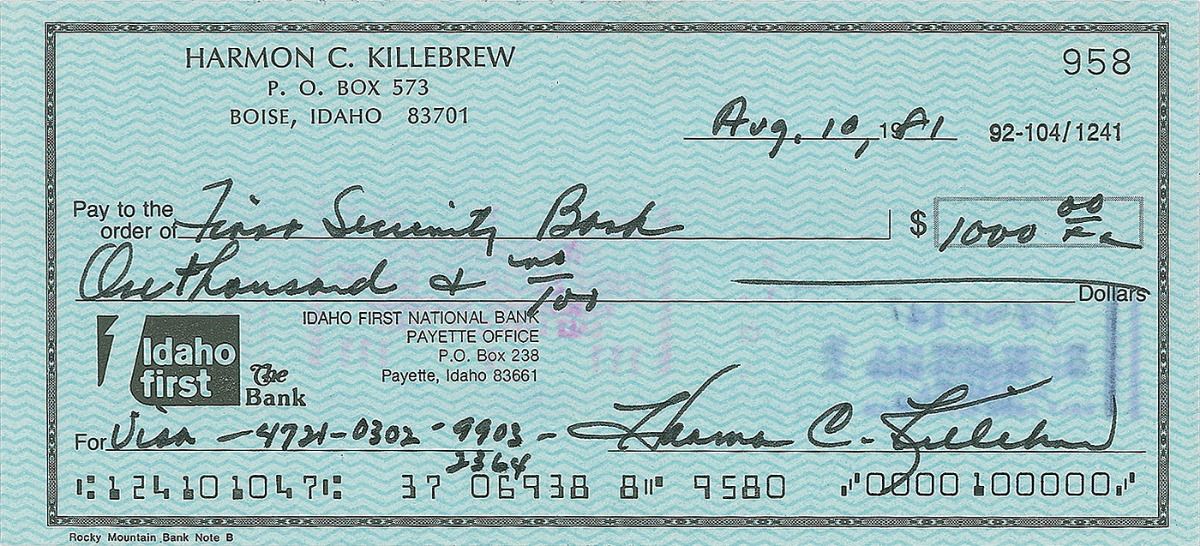 HARMON C. KILLEBREW 958
P. O. BOX 573
BOISE, IDAHO 83701
Aug. 10, 1981 92-104/1241
Pay to the order of First Security Bank $ 1000 00/xx
One thousand & no/100 Dollars
IDAHO FIRST NATIONAL BANK
PAYETTE OFFICE
P.O. Box 238
Payette, Idaho 83661
Idaho first The Bank
For Visa - 4721-0302-9903- Harmon C. Killebrew
2364
⑆124101047⑆ 37 06938 8⑈ 9580 ⑈0000100000⑈
Rocky Mountain Bank Note B